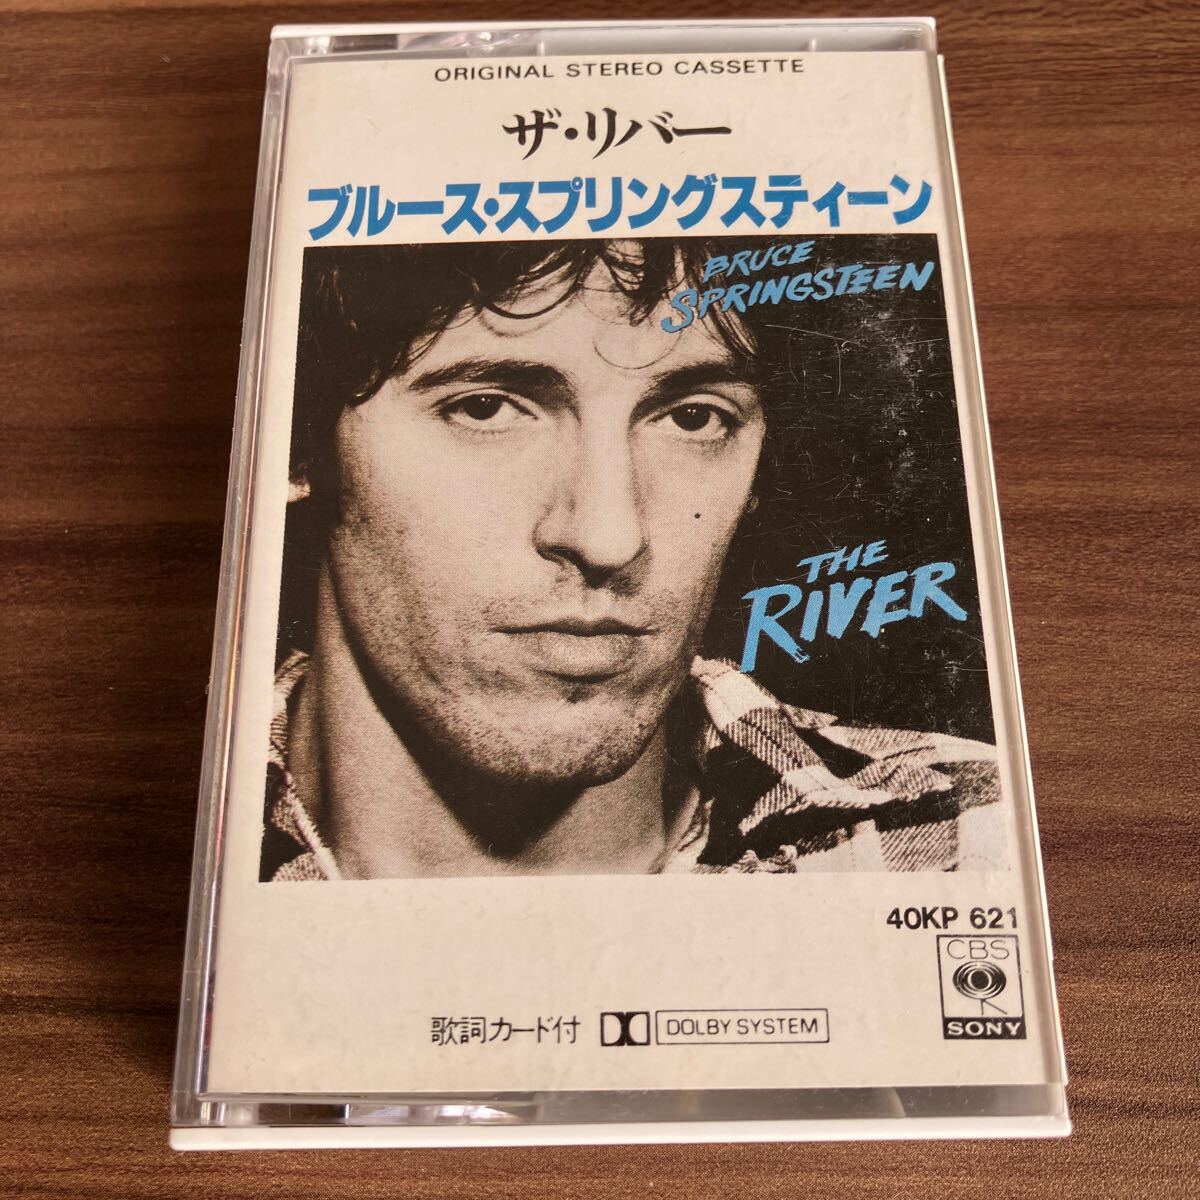 ORIGINAL STEREO CASSETTE
ザ・リバー
ブルース・スプリングスティーン
BRUCE
SPRINGSTEEN
THE
RIVER
40KP 621
CBS
SONY
歌詞カード付 DOLBY SYSTEM